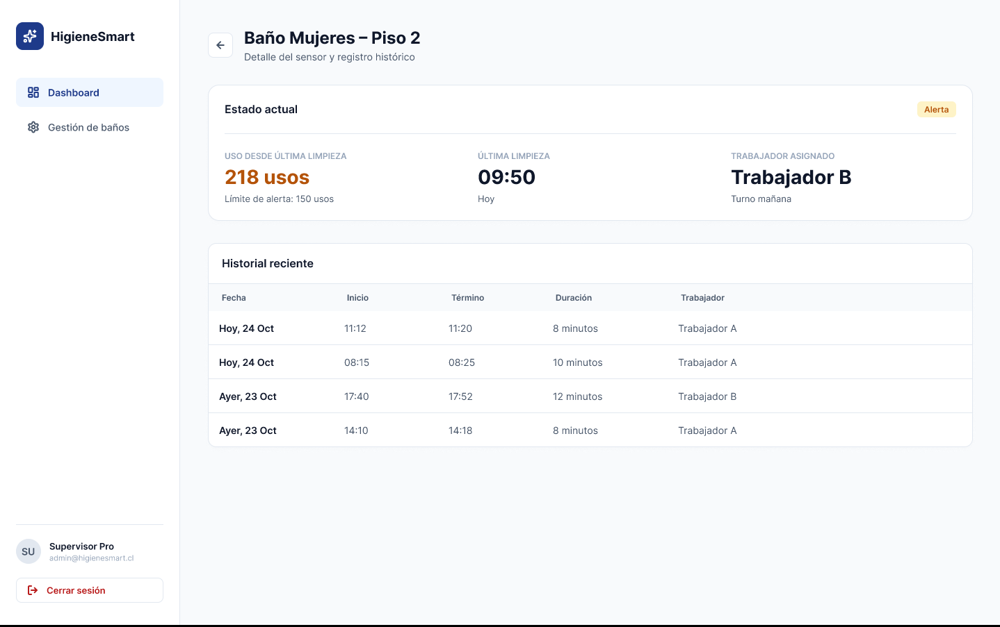 HigieneSmart
Dashboard
Gestión de baños
Supervisor Pro
SU
admin@higienesmart.cl
Cerrar sesión
Baño Mujeres – Piso 2
Detalle del sensor y registro histórico
Estado actual
Alerta
USO DESDE ÚLTIMA LIMPIEZA
218 usos
Límite de alerta: 150 usos
ÚLTIMA LIMPIEZA
09:50
Hoy
TRABAJADOR ASIGNADO
Trabajador B
Turno mañana
Historial reciente
Fecha Inicio Término Duración Trabajador
Hoy, 24 Oct 11:12 11:20 8 minutos Trabajador A
Hoy, 24 Oct 08:15 08:25 10 minutos Trabajador A
Ayer, 23 Oct 17:40 17:52 12 minutos Trabajador B
Ayer, 23 Oct 14:10 14:18 8 minutos Trabajador A